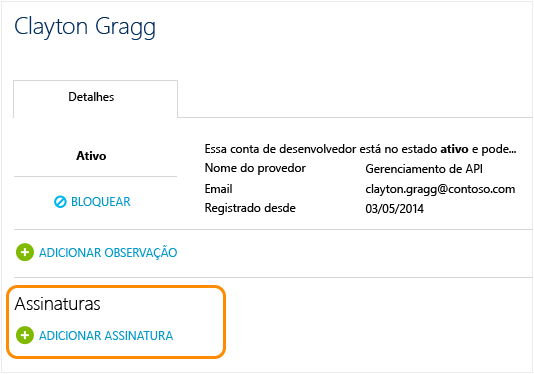 Clayton Gragg
Detalhes
Ativo
BLOQUEAR
Essa conta de desenvolvedor está no estado ativo e pode...
Nome do provedor Gerenciamento de API
Email clayton.gragg@contoso.com
Registrado desde 03/05/2014
ADICIONAR OBSERVAÇÃO
Assinaturas
ADICIONAR ASSINATURA